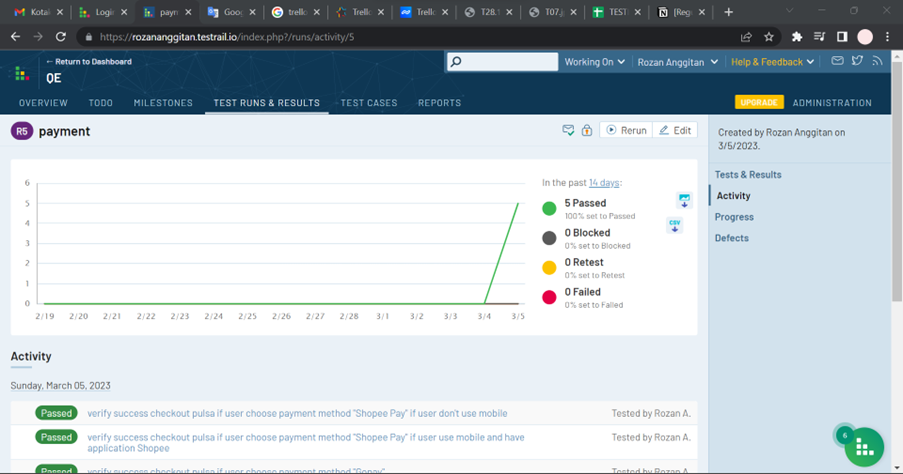 Kotak
Login
paym
Goog
trello
Trello
Trello
T28.1
T07.j
TEST
[Reg
https://rozananggitan.testrail.io/index.php?/runs/activity/5
← Return to Dashboard
QE
Working On
Rozan Anggitan
Help & Feedback
OVERVIEW
TODO
MILESTONES
TEST RUNS & RESULTS
TEST CASES
REPORTS
UPGRADE
ADMINISTRATION
R5 payment
Rerun
Edit
Created by Rozan Anggitan on
3/5/2023.
Tests & Results
Activity
Progress
Defects
6
5
4
3
2
1
0
2/19
2/20
2/21
2/22
2/23
2/24
2/25
2/26
2/27
2/28
3/1
3/2
3/3
3/4
3/5
In the past 14 days:
5 Passed
100% set to Passed
0 Blocked
0% set to Blocked
0 Retest
0% set to Retest
0 Failed
0% set to Failed
CSV
Activity
Sunday, March 05, 2023
Passed verify success checkout pulsa if user choose payment method "Shopee Pay" if user don't use mobile Tested by Rozan A.
Passed verify success checkout pulsa if user choose payment method "Shopee Pay" if user use mobile and have Tested by Rozan A.
application Shopee
Passed verify success checkout pulsa if user choose payment method "Gopay" Tested by Rozan A.
6